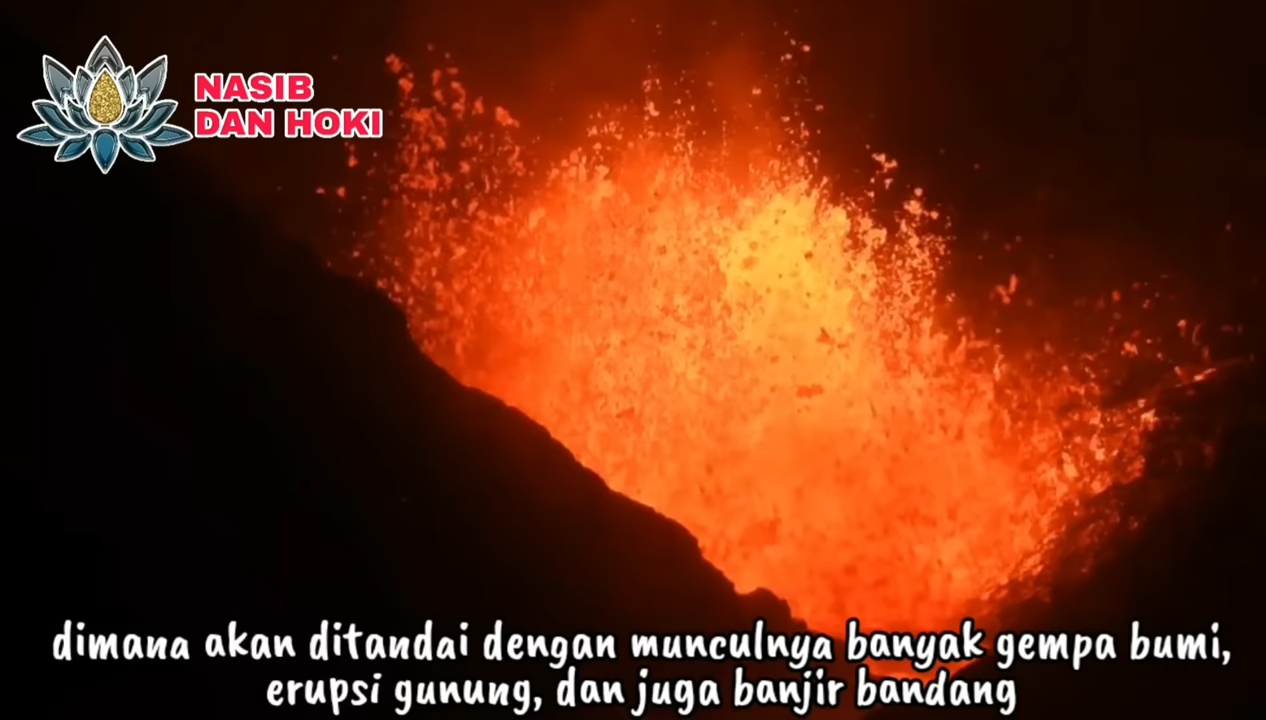 NASIB
DAN HOKI
dimana akan ditandai dengan munculnya banyak gempa bumi,
erupsi gunung, dan juga banjir bandang